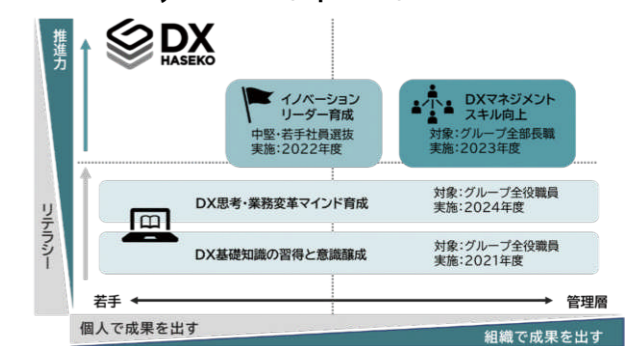 推進力
DX
HASEKO
イノベーション
リーダー育成
中堅・若手社員選抜
実施:2022年度
DXマネジメント
スキル向上
対象:グループ全部長職
実施:2023年度
リテラシー
DX思考・業務変革マインド育成
対象:グループ全役職員
実施:2024年度
DX基礎知識の習得と意識醸成
対象:グループ全役職員
実施:2021年度
若手
管理層
個人で成果を出す
組織で成果を出す